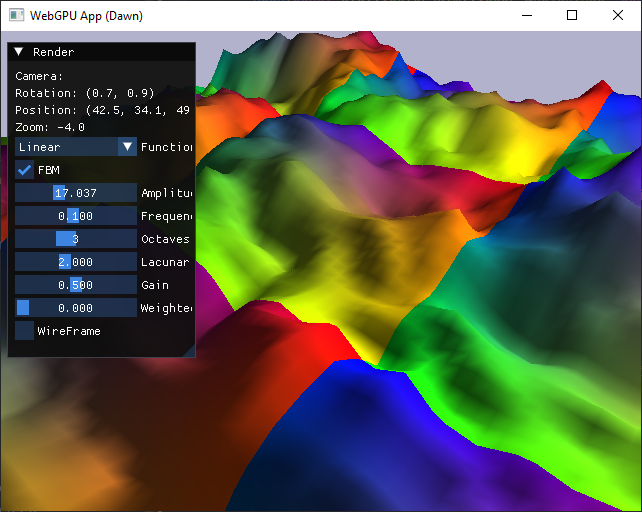 WebGPU App (Dawn)
Render
Camera:
Rotation: (0.7, 0.9)
Position: (42.5, 34.1, 49
Zoom: -4.0
Linear Function
FBM
17.037 Amplitu
0.100 Frequen
3 Octaves
2.000 Lacunar
0.500 Gain
0.000 Weighte
WireFrame